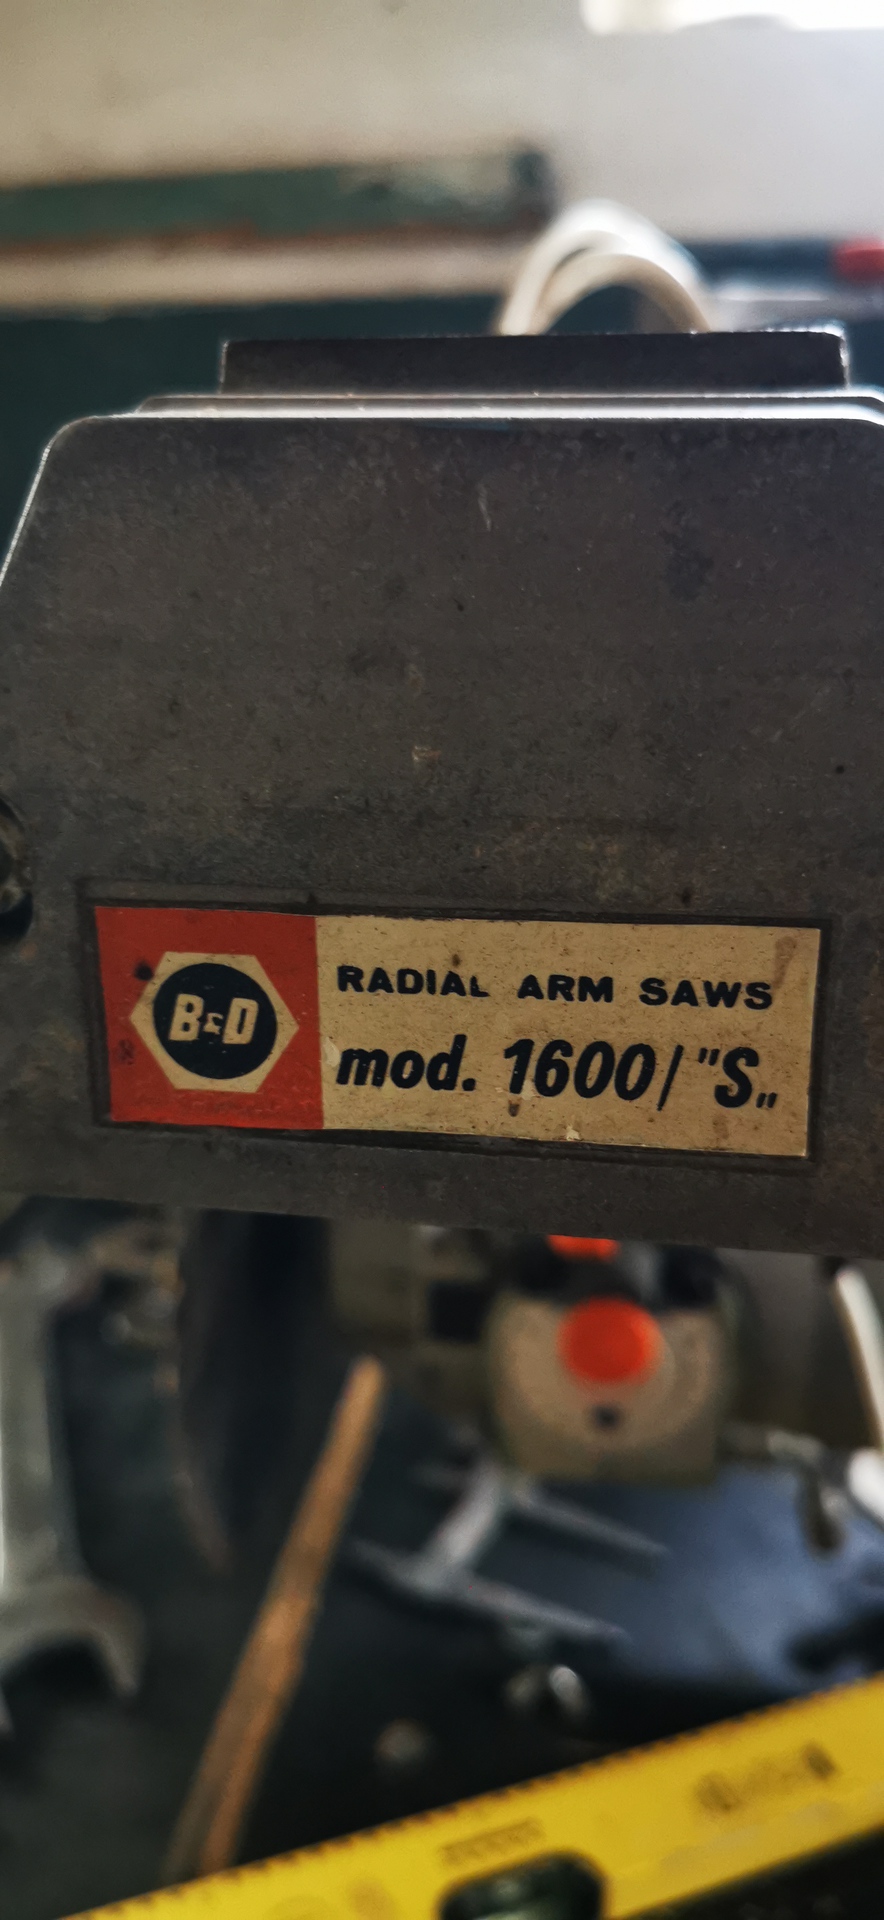 B&D
RADIAL ARM SAWS
mod. 1600/"S„